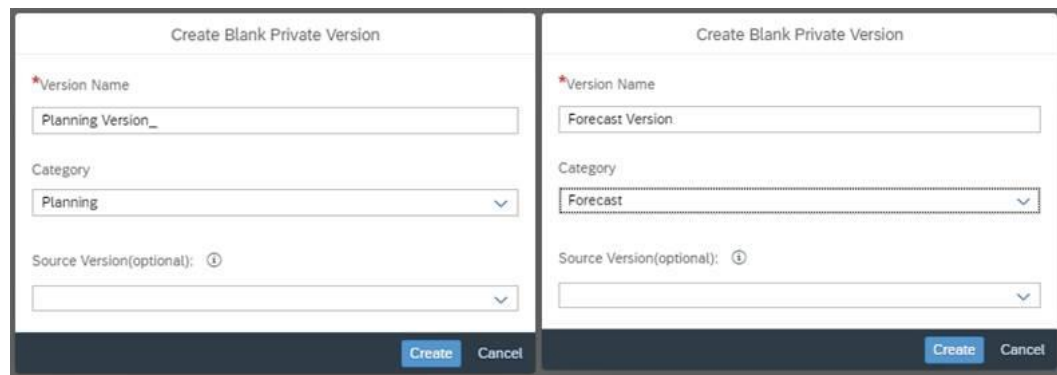 Create Blank Private Version
*Version Name
Planning Version_
Category
Planning
Source Version(optional):
Create Cancel
Create Blank Private Version
*Version Name
Forecast Version
Category
Forecast
Source Version(optional):
Create Cancel